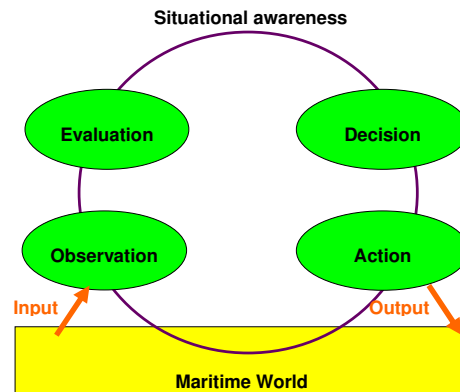 Situational awareness
Evaluation
Decision
Observation
Action
Input
Output
Maritime World